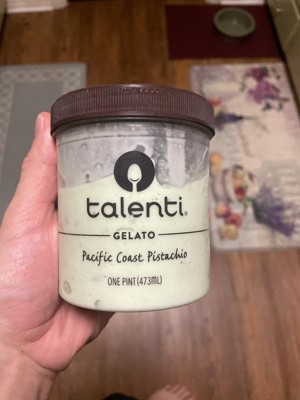 talenti®
GELATO
Pacific Coast Pistachio
ONE PINT (473mL)